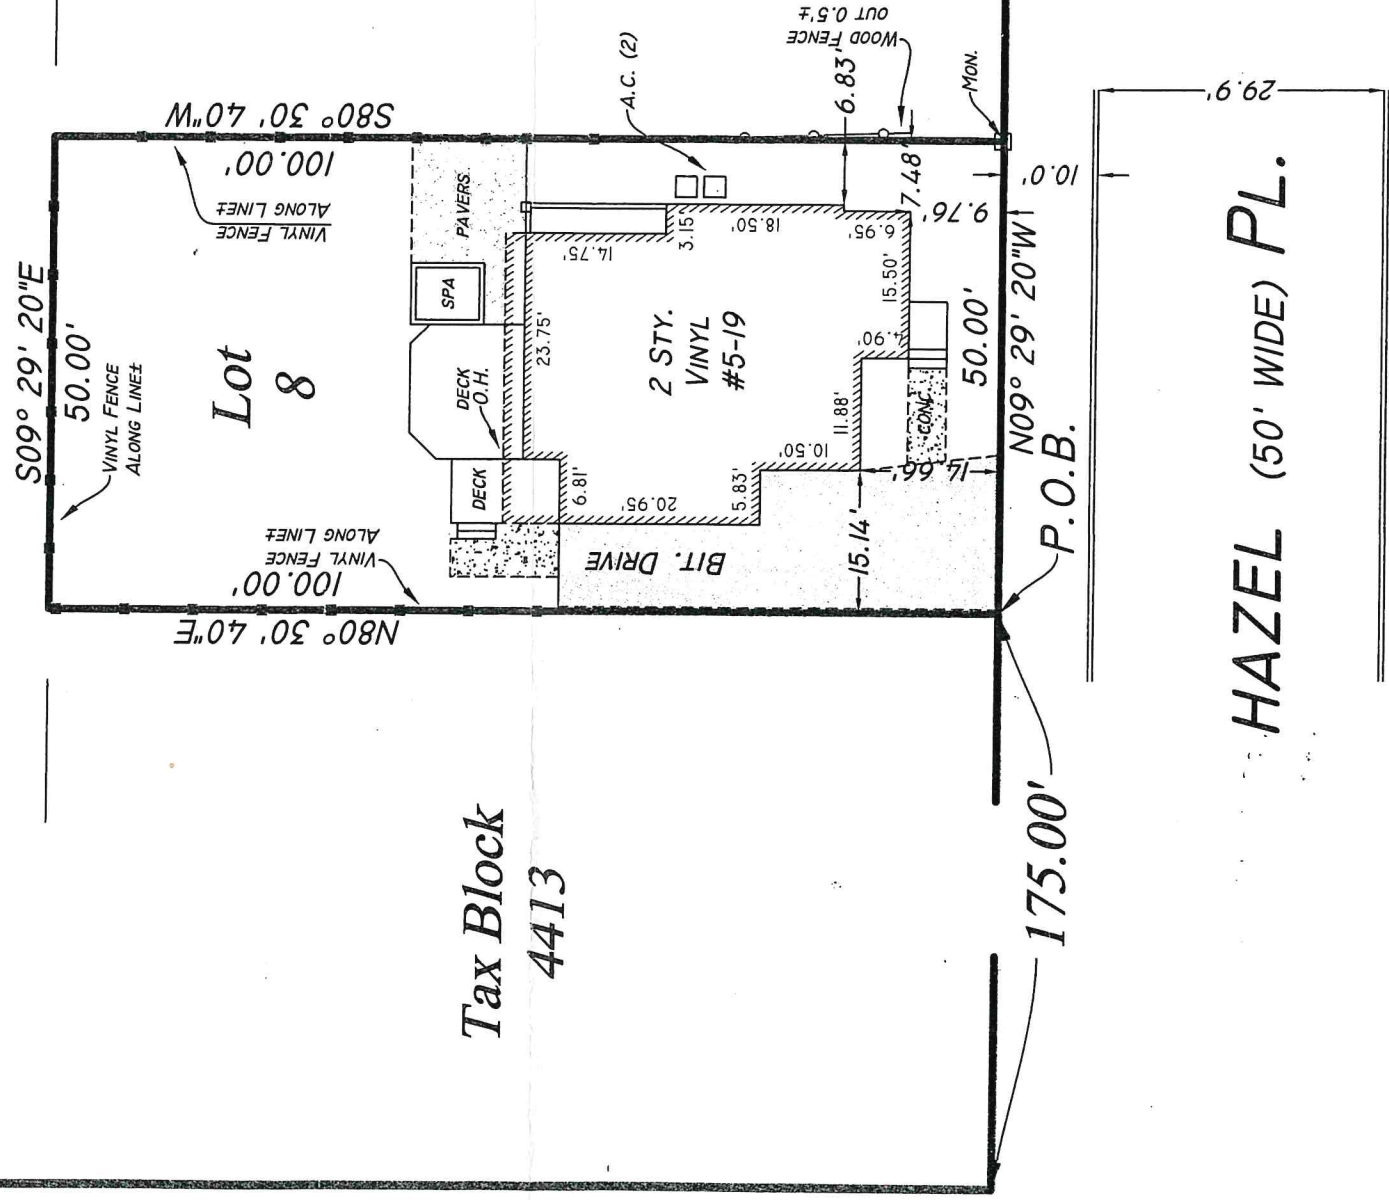 WOOD FENCE
OUT 0.5'±
6.83'
A.C. (2)
MON.
29.9'
S80° 30' 40"W
100.00'
VINYL FENCE
ALONG LINE±
PAVERS
7.48'
10.0'
9.76'
3.15'
18.50'
6.95'
14.75'
S09° 29' 20"E
50.00'
VINYL FENCE
ALONG LINE±
Lot
8
SPA
23.75'
2 STY.
VINYL
#5-19
15.50'
4.90'
50.00'
N09° 29' 20"W
DECK
O.H.
DECK
11.88'
10.50'
CONC.
14.66'
6.81'
20.95'
5.83'
15.14'
BIT. DRIVE
VINYL FENCE
ALONG LINE±
100.00'
N80° 30' 40"E
P.O.B.
HAZEL (50' WIDE) PL.
175.00'
Tax Block
4413